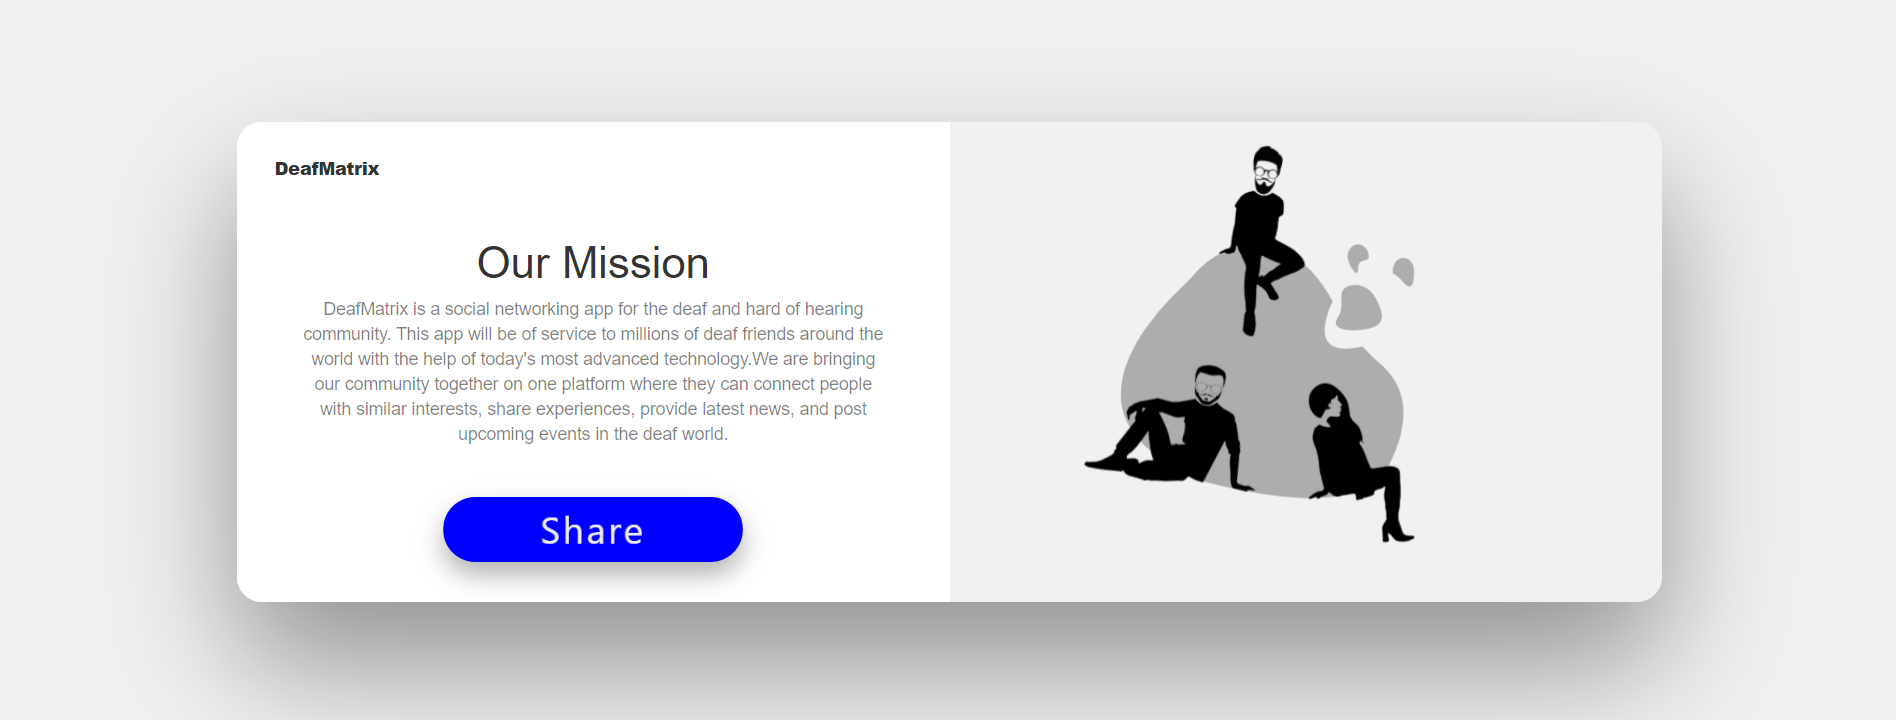 DeafMatrix
Our Mission
DeafMatrix is a social networking app for the deaf and hard of hearing
community. This app will be of service to millions of deaf friends around the
world with the help of today's most advanced technology.We are bringing
our community together on one platform where they can connect people
with similar interests, share experiences, provide latest news, and post
upcoming events in the deaf world.
Share